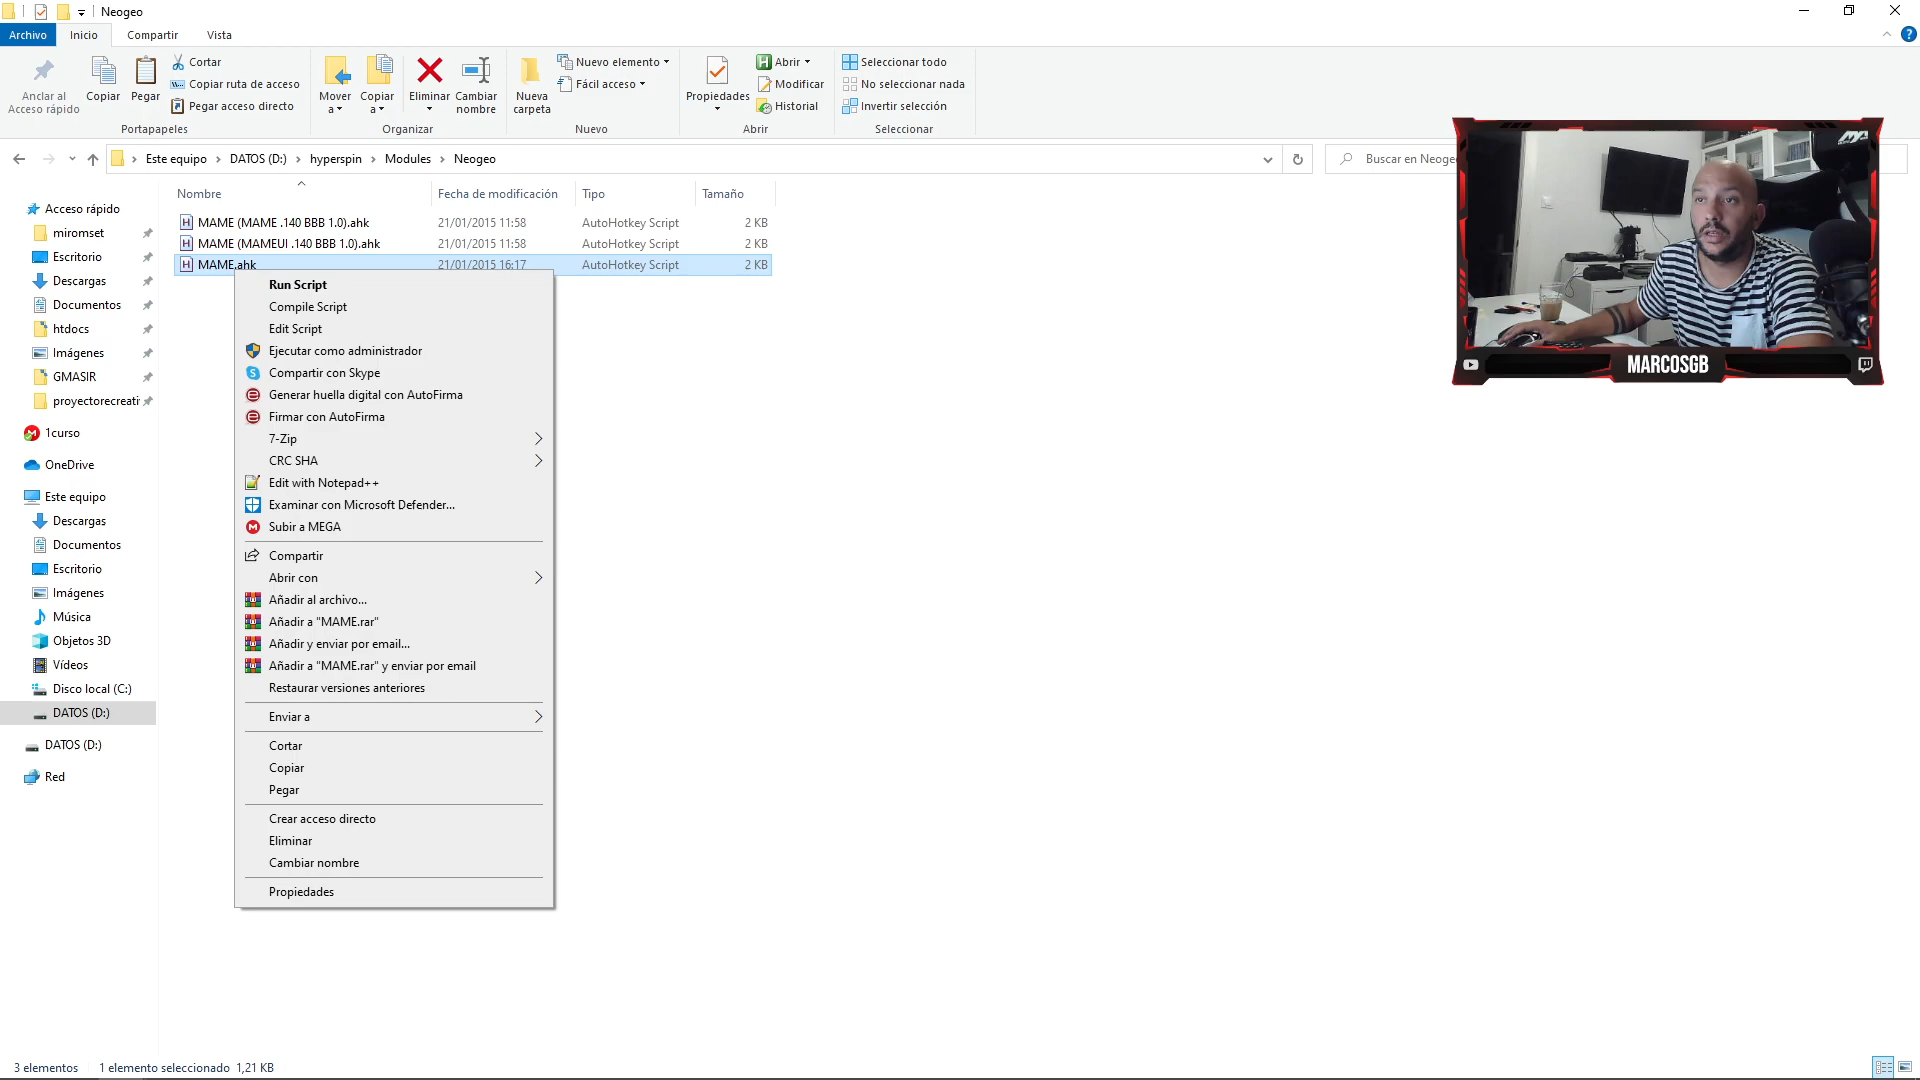 Neogeo
Archivo
Inicio
Compartir
Vista
Anclar al
Acceso rápido
Copiar
Pegar
Cortar
Copiar ruta de acceso
Pegar acceso directo
Portapapeles
Mover
a
Copiar
a
Eliminar
Cambiar
nombre
Organizar
Nueva
carpeta
Nuevo elemento
Fácil acceso
Nuevo
Propiedades
Abrir
Modificar
Historial
Abrir
Seleccionar todo
No seleccionar nada
Invertir selección
Seleccionar
Este equipo
DATOS (D:)
hyperspin
Modules
Neogeo
Buscar en Neoge
Nombre
Fecha de modificación
Tipo
Tamaño
MAME (MAME .140 BBB 1.0).ahk 21/01/2015 11:58 AutoHotkey Script 2 KB
MAME (MAMEUI .140 BBB 1.0).ahk 21/01/2015 11:58 AutoHotkey Script 2 KB
MAME.ahk 21/01/2015 16:17 AutoHotkey Script 2 KB
Acceso rápido
miromset
Escritorio
Descargas
Documentos
htdocs
Imágenes
GMASIR
proyectorecreati
1curso
OneDrive
Este equipo
Descargas
Documentos
Escritorio
Imágenes
Música
Objetos 3D
Vídeos
Disco local (C:)
DATOS (D:)
DATOS (D:)
Red
Run Script
Compile Script
Edit Script
Ejecutar como administrador
Compartir con Skype
Generar huella digital con AutoFirma
Firmar con AutoFirma
7-Zip
CRC SHA
Edit with Notepad++
Examinar con Microsoft Defender...
Subir a MEGA
Compartir
Abrir con
Añadir al archivo...
Añadir a "MAME.rar"
Añadir y enviar por email...
Añadir a "MAME.rar" y enviar por email
Restaurar versiones anteriores
Enviar a
Cortar
Copiar
Pegar
Crear acceso directo
Eliminar
Cambiar nombre
Propiedades
MARCOSGB
3 elementos
1 elemento seleccionado 1,21 KB